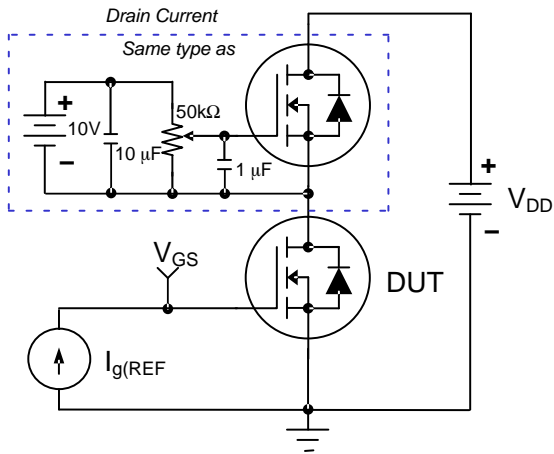 Drain Current
Same type as
+
10V
-
10 μF
50kΩ
1 μF
+
V_DD
-
V_GS
DUT
I_g(REF